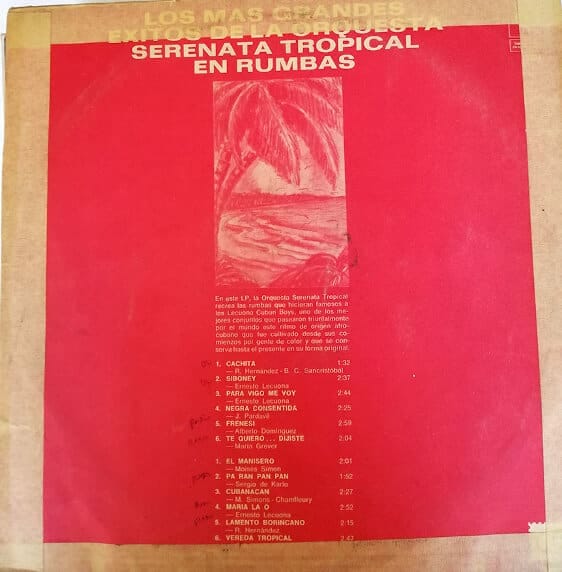 LOS MAS GRANDES
EXITOS DE LA ORQUESTA
SERENATA TROPICAL
EN RUMBAS
En este LP, la Orquesta Serenata Tropical
recrea las rumbas que hicieran famosos a
los Lecuona Cuban Boys, uno de los me-
jores conjuntos que pasearon triunfalmente
por el mundo este ritmo de origen afro-
cubano que fue cultivado desde sus co-
mienzos por gente de color y que se con-
serva hasta el presente en su forma original.
1. CACHITA 1:32
— R. Hernández - B. C. Sancristóbal
2. SIBONEY 2:37
— Ernesto Lecuona
3. PARA VIGO ME VOY 2:44
— Ernesto Lecuona
4. NEGRA CONSENTIDA 2:25
— J. Pardavé
5. FRENESI 2:59
— Alberto Domínguez
6. TE QUIERO... DIJISTE 2:04
— María Grever
1. EL MANISERO 2:01
— Moisés Simon
2. PA RAN PAN PAN 1:52
— Sergio de Karlo
3. CUBANACAN 2:27
— M. Simons - Chamfleury
4. MARIA LA O 2:52
— Ernesto Lecuona
5. LAMENTO BORINCANO 2:15
— R. Hernández
6. VEREDA TROPICAL 2:42